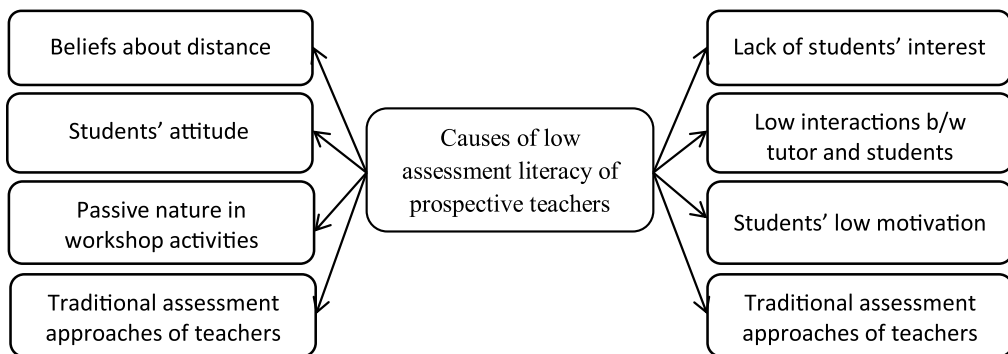 Beliefs about distance
Students’ attitude
Passive nature in
workshop activities
Traditional assessment
approaches of teachers
Causes of low
assessment literacy of
prospective teachers
Lack of students’ interest
Low interactions b/w
tutor and students
Students’ low motivation
Traditional assessment
approaches of teachers